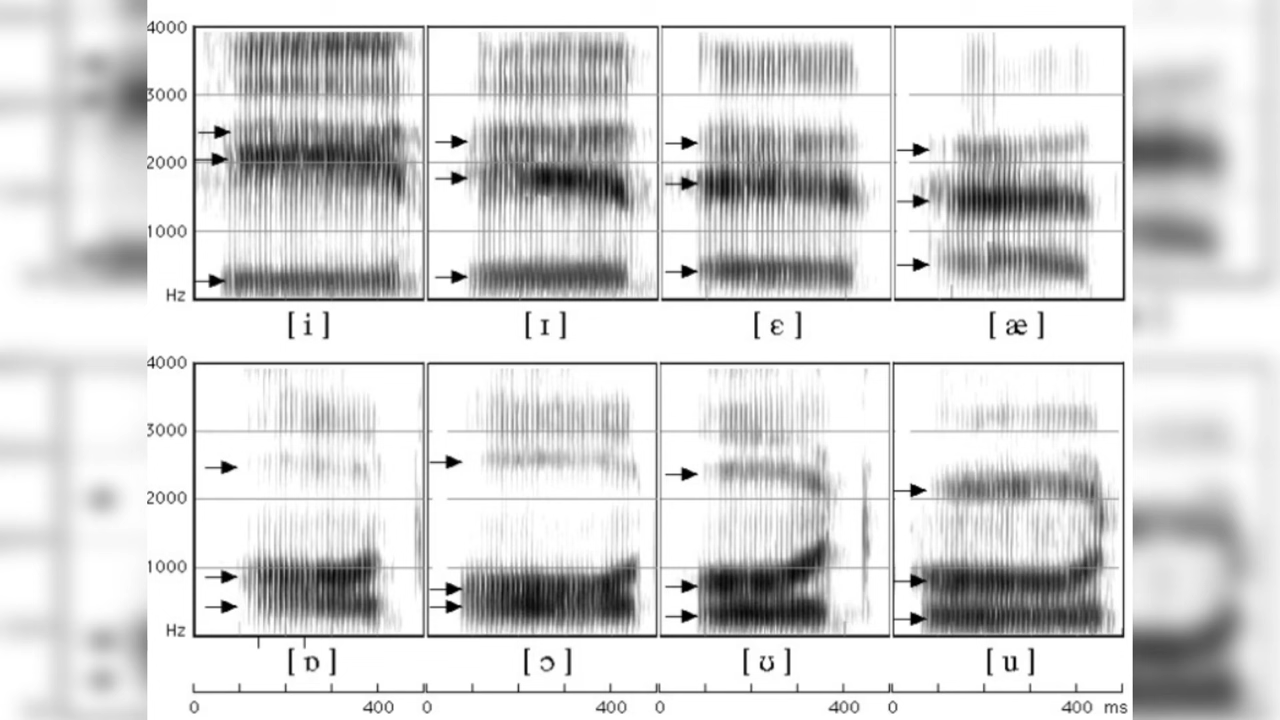 4000
3000
2000
1000
Hz
[ i ] [ ɪ ] [ ɛ ] [ æ ]
4000
3000
2000
1000
Hz
[ ɒ ] [ ɔ ] [ ʊ ] [ u ]
0 400 0 400 0 400 0 400 ms